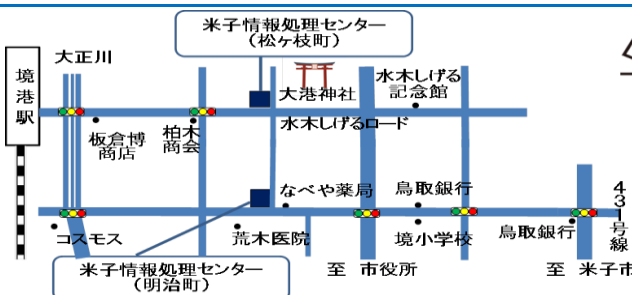 米子情報処理センター
（松ヶ枝町）
大正川
境港駅
大港神社
水木しげる
記念館
板倉博
商店
柏木
商会
水木しげるロード
なべや薬局
鳥取銀行
431号線
コスモス
荒木医院
境小学校
鳥取銀行
米子情報処理センター
（明治町）
至 市役所
至 米子市